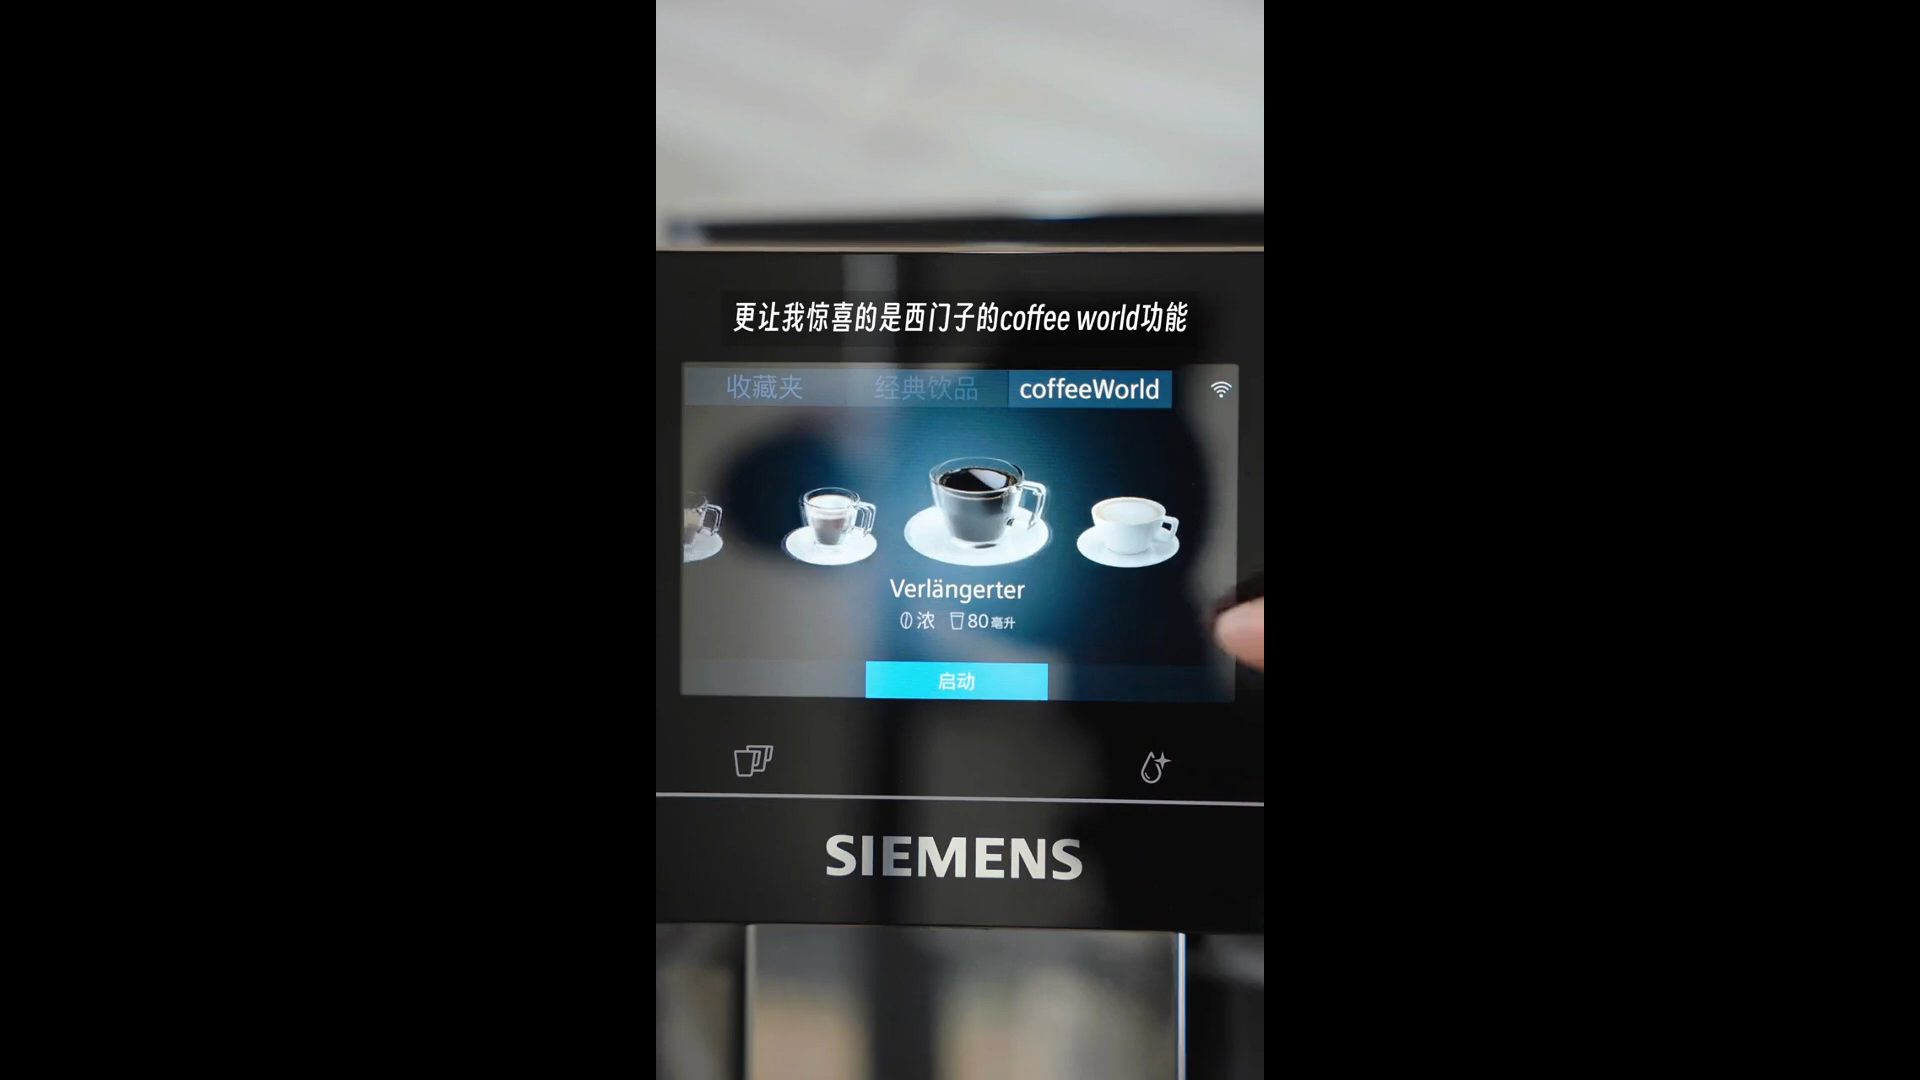 更让我惊喜的是西门子的coffee world功能
收藏夹 经典饮品 coffeeWorld
Verlängerter
浓 80毫升
启动
SIEMENS